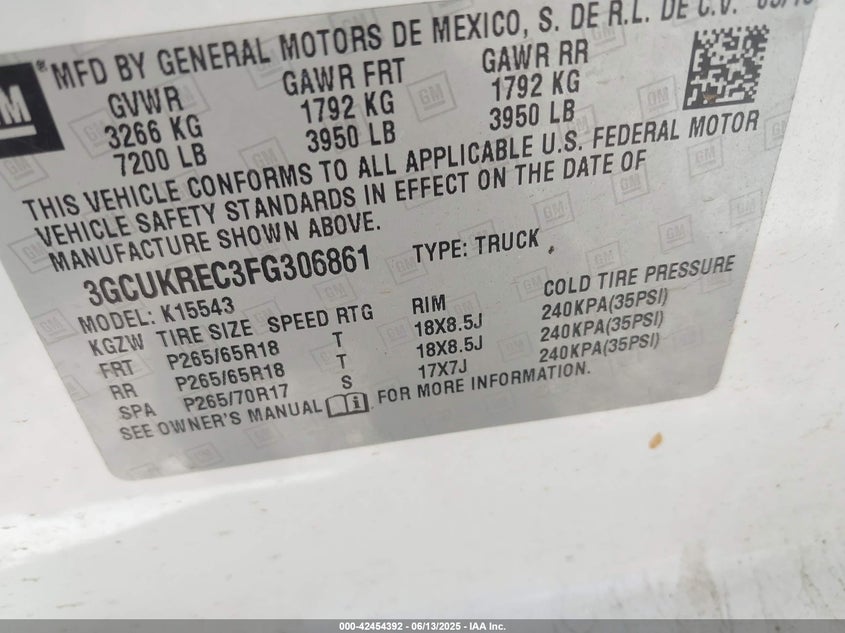 GM
® MFD BY GENERAL MOTORS DE MEXICO, S. DE R.L. DE C.V.
GVWR GAWR FRT GAWR RR
3266 KG 1792 KG 1792 KG
7200 LB 3950 LB 3950 LB
THIS VEHICLE CONFORMS TO ALL APPLICABLE U.S. FEDERAL MOTOR
VEHICLE SAFETY STANDARDS IN EFFECT ON THE DATE OF
MANUFACTURE SHOWN ABOVE.
3GCUKREC3FG306861 TYPE: TRUCK
MODEL: K15543
KGZW TIRE SIZE SPEED RTG RIM COLD TIRE PRESSURE
FRT P265/65R18 T 18X8.5J 240KPA(35PSI)
RR P265/65R18 T 18X8.5J 240KPA(35PSI)
SPA P265/70R17 S 17X7J 240KPA(35PSI)
SEE OWNER'S MANUAL FOR MORE INFORMATION.
000-42454392 - 06/13/2025 - IAA Inc.